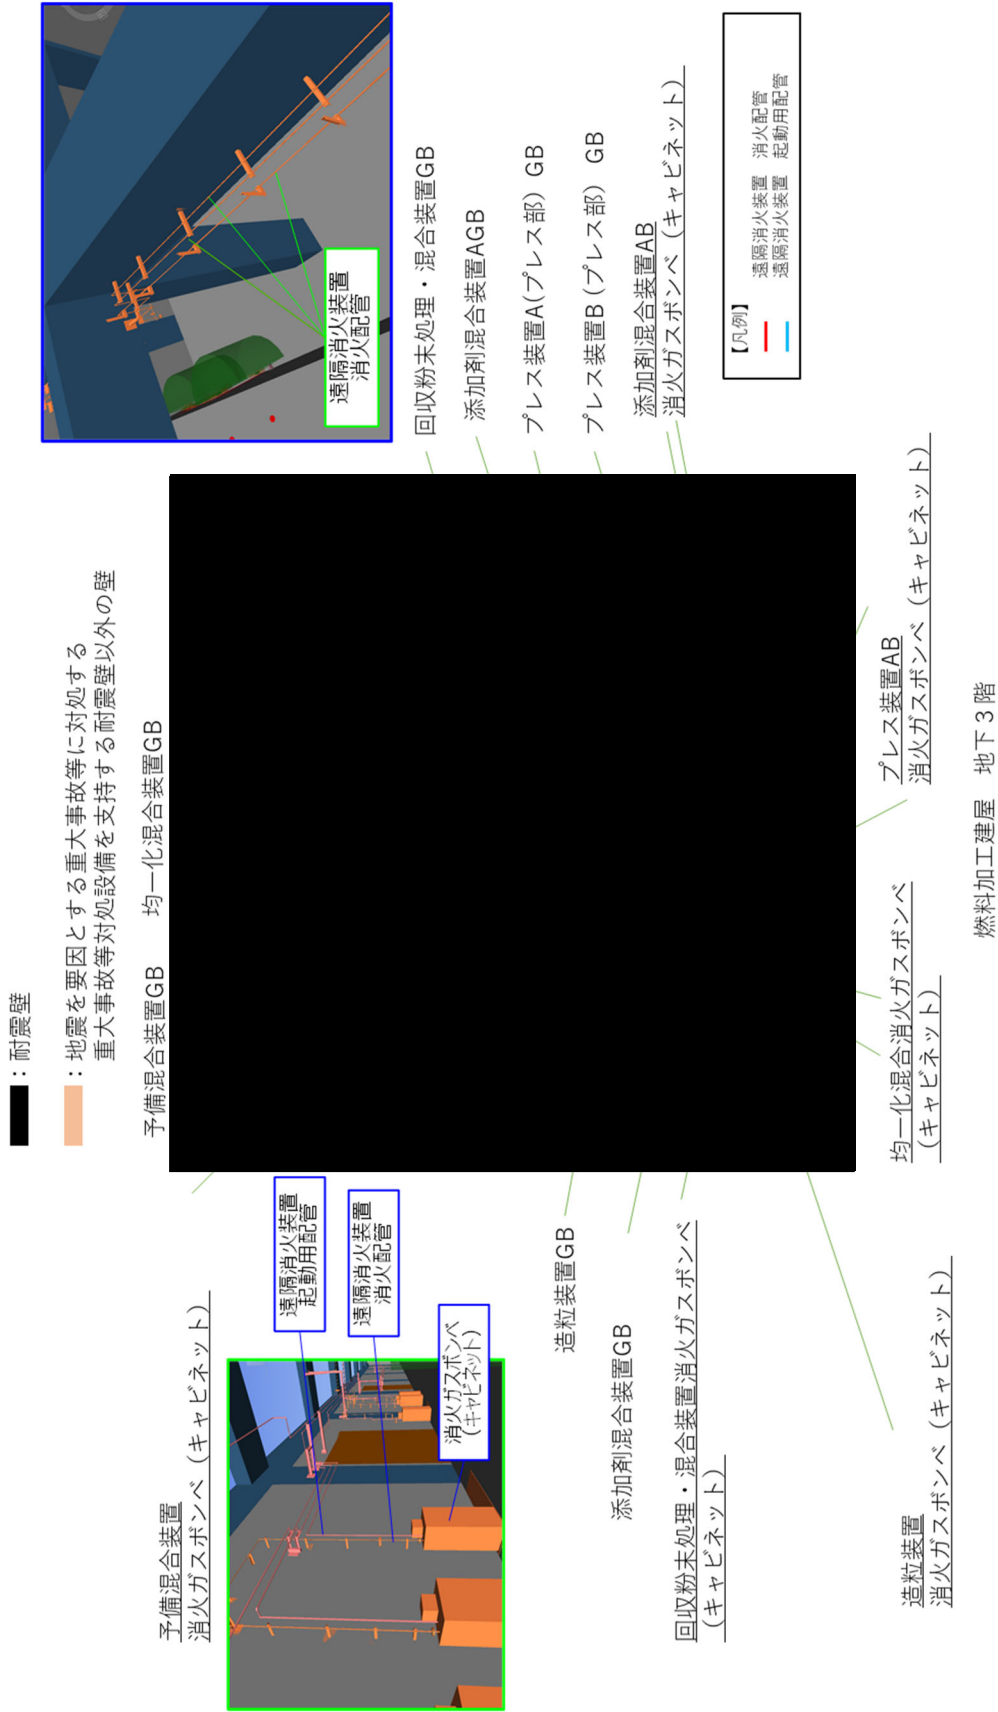 ：耐震壁
：地震を要因とする重大事故等に対処する
重大事故等対処設備を支持する耐震壁以外の壁
予備混合装置
消火ガスボンベ（キャビネット）
予備混合装置GB
均一化混合装置GB
遠隔消火装置
起動用配管
遠隔消火装置
消火配管
消火ガスボンベ
(キャビネット)
遠隔消火装置
消火配管
回収粉末処理・混合装置GB
添加剤混合装置AGB
プレス装置A(プレス部）GB
プレス装置B(プレス部） GB
添加剤混合装置AB
消火ガスボンベ（キャビネット）
造粒装置GB
添加剤混合装置GB
回収粉末処理・混合装置消火ガスボンベ
（キャビネット）
造粒装置
消火ガスボンベ（キャビネット）
均一化混合消火ガスボンベ
（キャビネット）
プレス装置AB
消火ガスボンベ（キャビネット）
【凡例】
遠隔消火装置 消火配管
遠隔消火装置 起動用配管
燃料加工建屋 地下３階